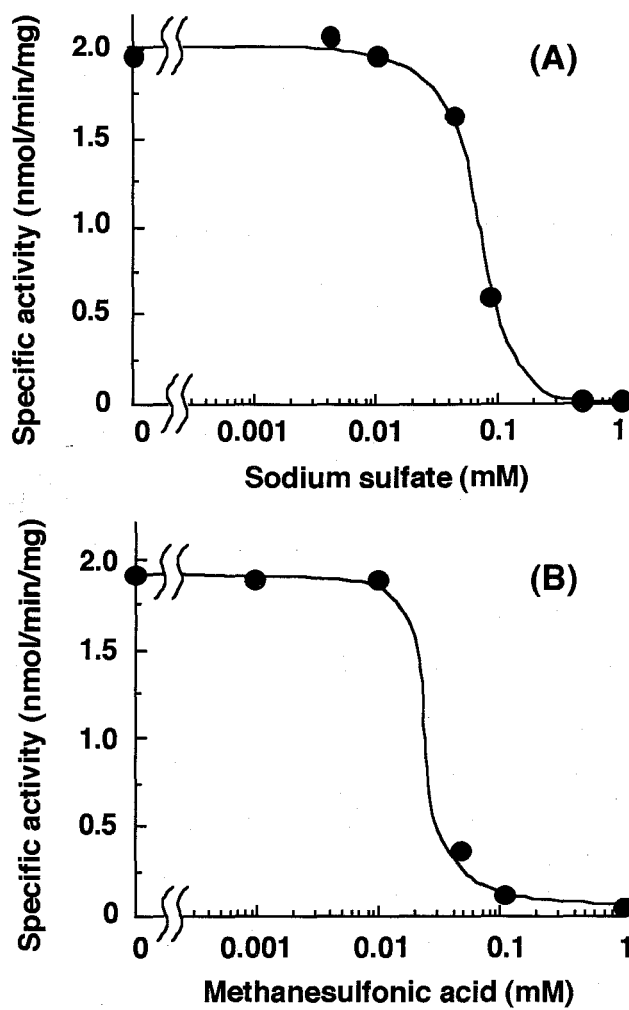 (A)
Specific activity (nmol/min/mg)
2.0
1.5
1.0
0.5
0
0 0.001 0.01 0.1 1
Sodium sulfate (mM)
(B)
Specific activity (nmol/min/mg)
2.0
1.5
1.0
0.5
0
0 0.001 0.01 0.1 1
Methanesulfonic acid (mM)